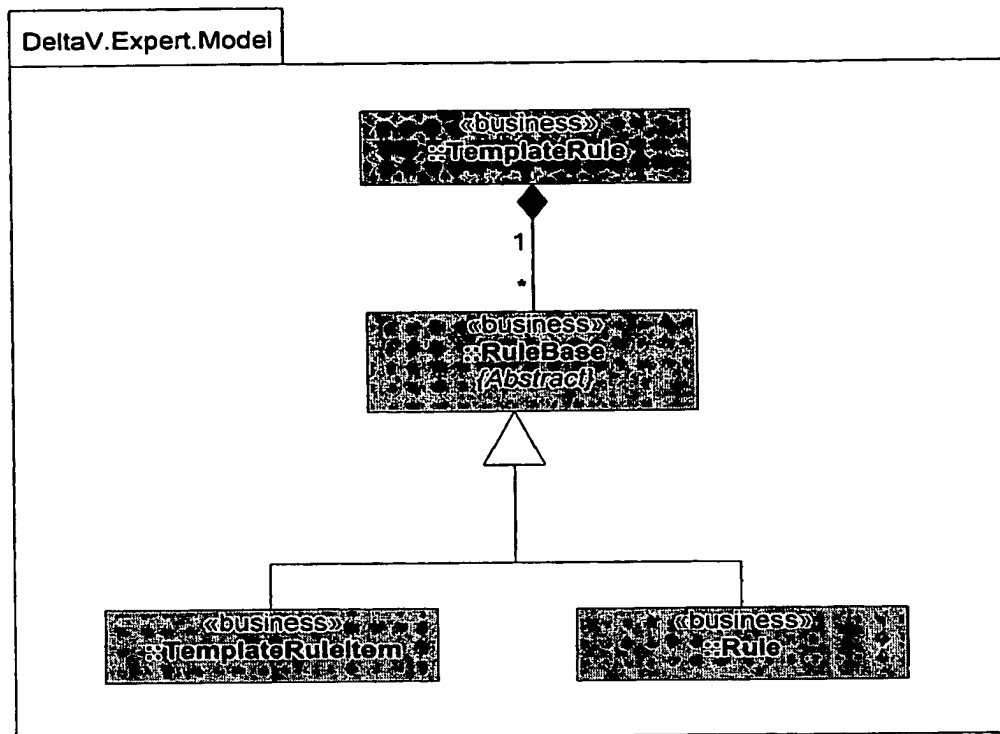 DeltaV.Expert.Model
«business»
::TemplateRule
1
*
«business»
::RuleBase
{Abstract}
«business»
::TemplateRuleItem
«business»
::Rule